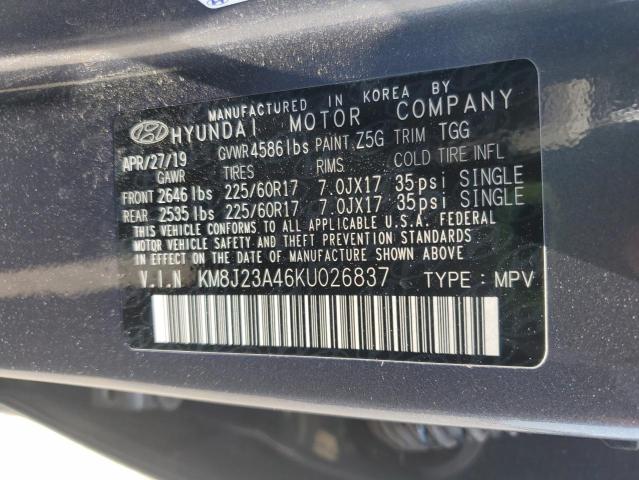 MANUFACTURED IN KOREA BY
HYUNDAI MOTOR COMPANY
APR/27/19 GVWR 4586 lbs PAINT. Z5G TRIM TGG
GAWR TIRES RIMS COLD TIRE INFL
FRONT 2646 lbs 225/60R17 7.0JX17 35psi SINGLE
REAR 2535 lbs 225/60R17 7.0JX17 35psi SINGLE
THIS VEHICLE CONFORMS TO ALL APPLICABLE U.S.A. FEDERAL
MOTOR VEHICLE SAFETY, BUMPER, AND THEFT PREVENTION STANDARDS
IN EFFECT ON THE DATE OF MANUFACTURE SHOWN ABOVE.
V.I.N KM8J23A46KU026837 TYPE : MPV